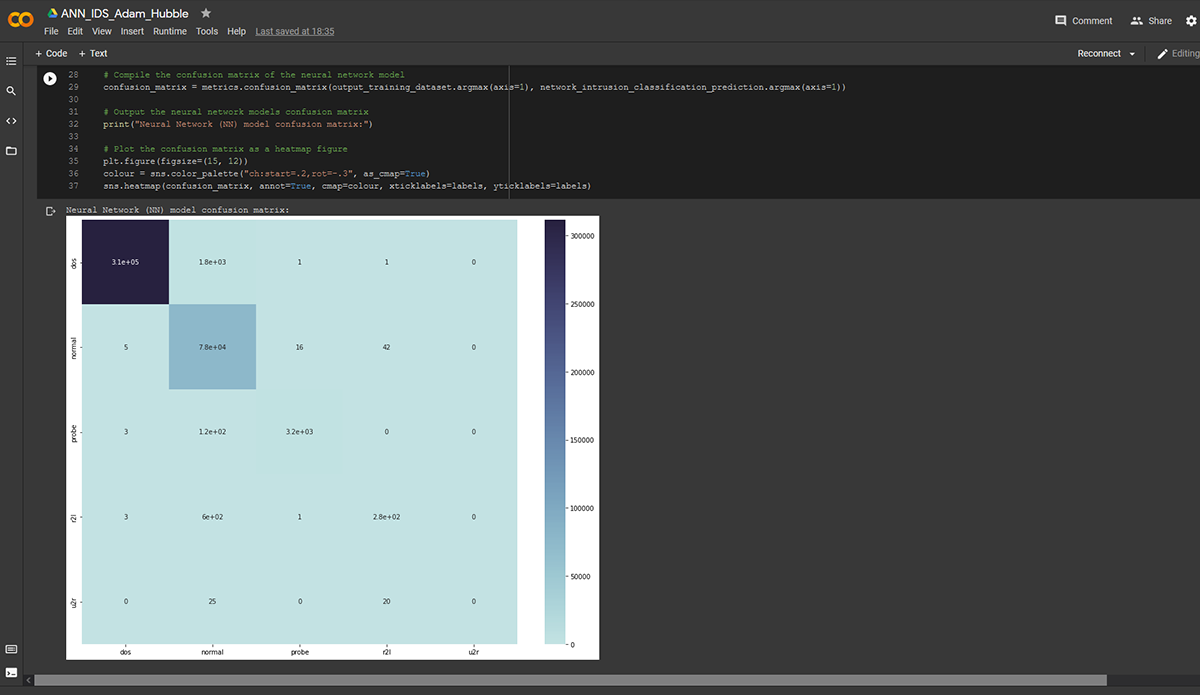 ANN_IDS_Adam_Hubble
File Edit View Insert Runtime Tools Help Last saved at 18:35
Comment Share
+ Code + Text
Reconnect Editing
28 # Compile the confusion matrix of the neural network model
29 confusion_matrix = metrics.confusion_matrix(output_training_dataset.argmax(axis=1), network_intrusion_classification_prediction.argmax(axis=1))
30
31 # Output the neural network models confusion matrix
32 print("Neural Network (NN) model confusion matrix:")
33
34 # Plot the confusion matrix as a heatmap figure
35 plt.figure(figsize=(15, 12))
36 colour = sns.color_palette("ch:start=.2,rot=-.3", as_cmap=True)
37 sns.heatmap(confusion_matrix, annot=True, cmap=colour, xticklabels=labels, yticklabels=labels)
Neural Network (NN) model confusion matrix:
dos 3.1e+05 1.8e+03 1 1 0
normal 5 7.8e+04 16 42 0
probe 3 1.2e+02 3.2e+03 0 0
r2l 3 6e+02 1 2.8e+02 0
u2r 0 25 0 20 0
dos normal probe r2l u2r
300000
250000
200000
150000
100000
50000
0